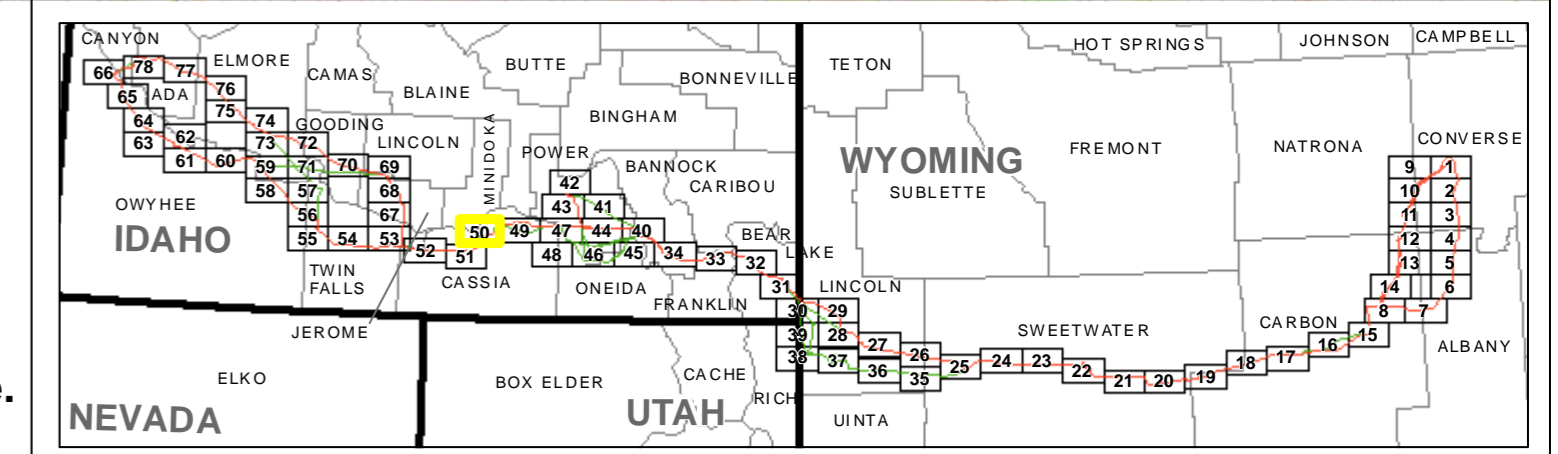 CANYON
HOT SPRINGS
JOHNSON
CAMPBELL
66 78 77
ELMORE
CAMAS
BUTTE
BONNEVILLE
TETON
65
ADA
76
BLAINE
75
64
74
GOODING
BINGHAM
63 62
73 72
LINCOLN
MINIDOKA
POWER
BANNOCK
WYOMING
FREMONT
NATRONA
CONVERSE
61 60 59 71 70 69
9 1
58 57 68
42
CARIBOU
SUBLETTE
10 2
OWYHEE
56 67
43 41
11 3
IDAHO
55 54 53
50 49 47 44 40
BEAR
LAKE
12 4
52 51
48 46 45 34 33 32
13 5
TWIN
FALLS
CASSIA
ONEIDA
FRANKLIN
31
LINCOLN
14 6
JEROME
30 29
8 7
39 28
SWEETWATER
CARBON
15
ELKO
BOX ELDER
CACHE
38 37 27 26
16
ALBANY
36 35 25 24 23 22 21 20 19 18 17
e.
NEVADA
UTAH
RICH
UINTA